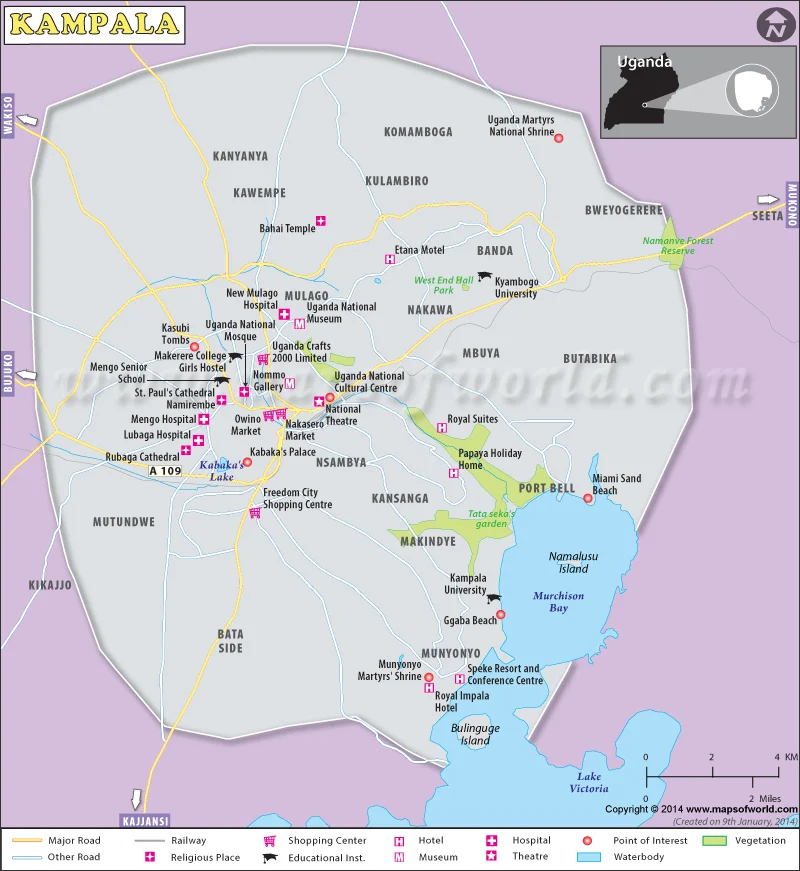 KAMPALA
N
Uganda
WAKISO
Uganda Martyrs
National Shrine
KOMAMBOGA
KANYANYA
KULAMBIRO
KAWEMPE
MUKONO
BWEYOGERERE
SEETA
Bahai Temple
Etana Motel
BANDA
Namanve Forest
Reserve
West End Hall
Park
Kyambogo
University
New Mulago
Hospital
MULAGO
Uganda National
Museum
NAKAWA
Kasubi
Tombs
Uganda National
Mosque
Makerere College
Girls Hostel
Uganda Crafts
2000 Limited
MBUYA
BUTABIKA
BUJUKO
Mengo Senior
School
Nommo
Gallery
Uganda National
Cultural Centre
www.mapsofworld.com
St. Paul's Cathedral
Namirembe
National
Theatre
Mengo Hospital
Owino
Market
Nakasero
Market
Royal Suites
Lubaga Hospital
Rubaga Cathedral
Kabaka's Palace
A 109
Kabaka's
Lake
NSAMBYA
Papaya Holiday
Home
Freedom City
Shopping Centre
KANSANGA
PORT BELL
Miami Sand
Beach
MUTUNDWE
Tata seka's
garden
MAKINDYE
Namalusu
Island
KIKAJJO
Kampala
University
Murchison
Bay
Ggaba Beach
BATA
SIDE
MUNYONYO
Munyonyo
Martyrs' Shrine
Speke Resort and
Conference Centre
Royal Impala
Hotel
Bulinguge
Island
Lake
Victoria
0 2 4 KM
0 2 Miles
KAJJANSI
Copyright © 2014 www.mapsofworld.com
(Created on 9th January, 2014)
Major Road
Railway
Shopping Center
H Hotel
Hospital
Point of Interest
Vegetation
Other Road
Religious Place
Educational Inst.
M Museum
Theatre
Waterbody